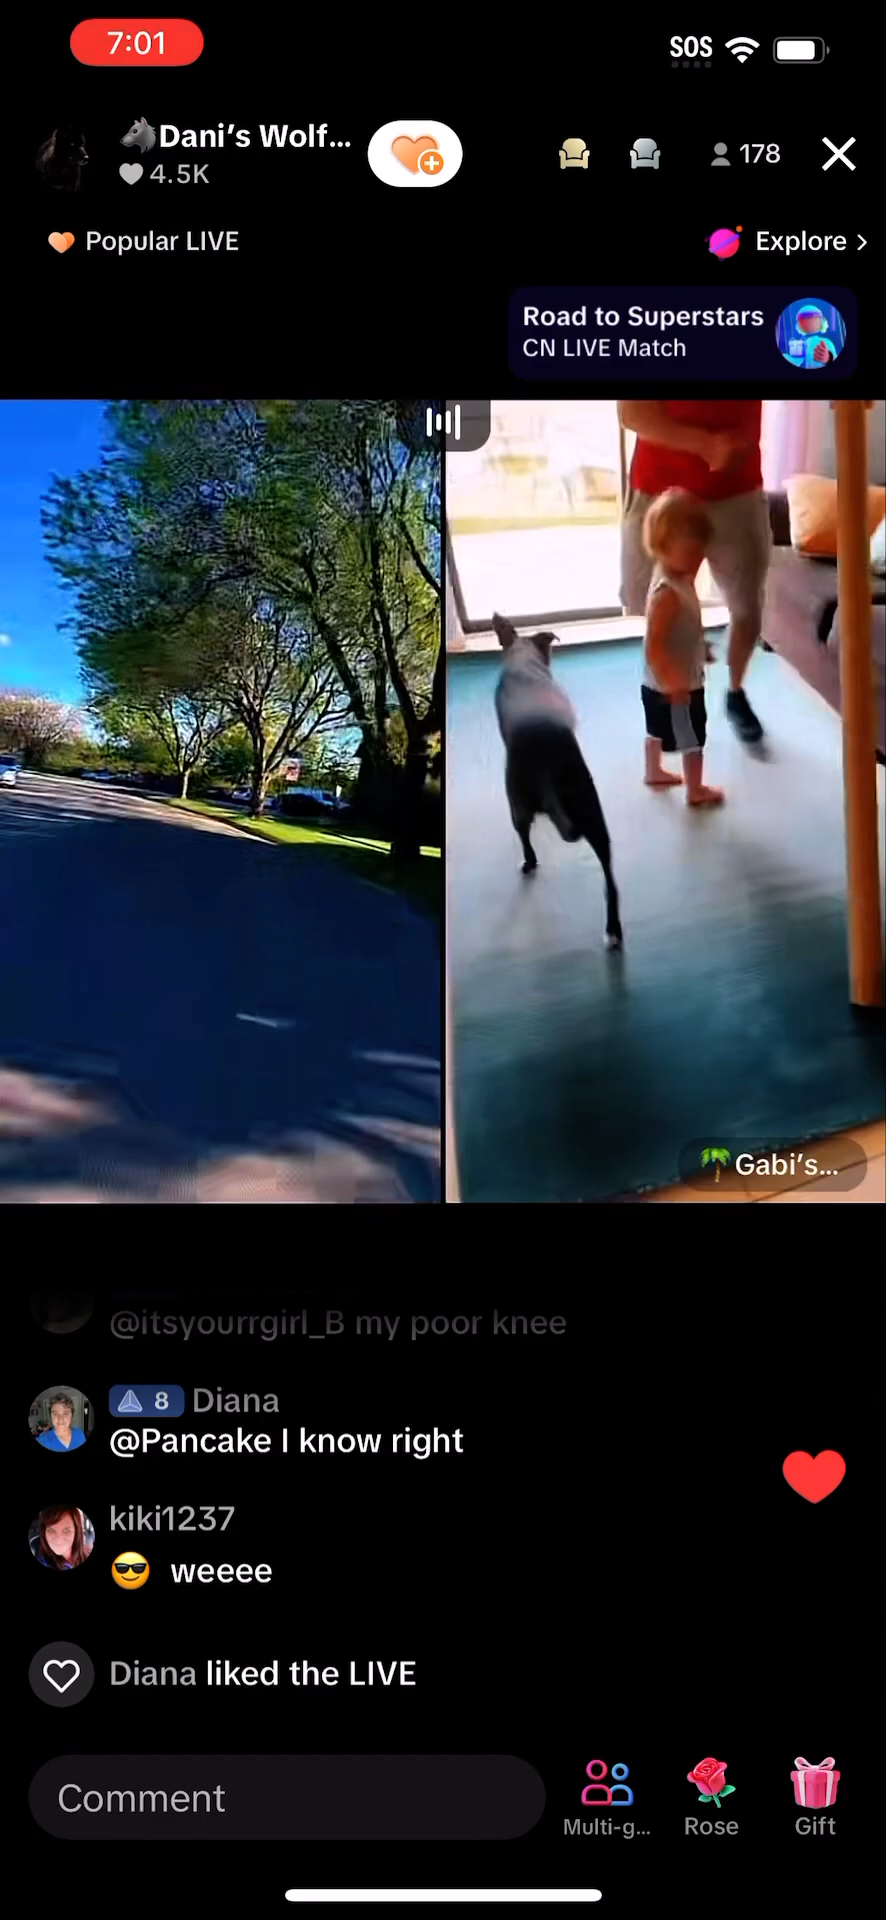 7:01
SOS
Dani's Wolf...
4.5K
178
Popular LIVE
Explore >
Road to Superstars
CN LIVE Match
Gabi's...
@itsyourrgirl_B my poor knee
8 Diana
@Pancake I know right
kiki1237
😎 weeee
Diana liked the LIVE
Comment
Multi-g...
Rose
Gift